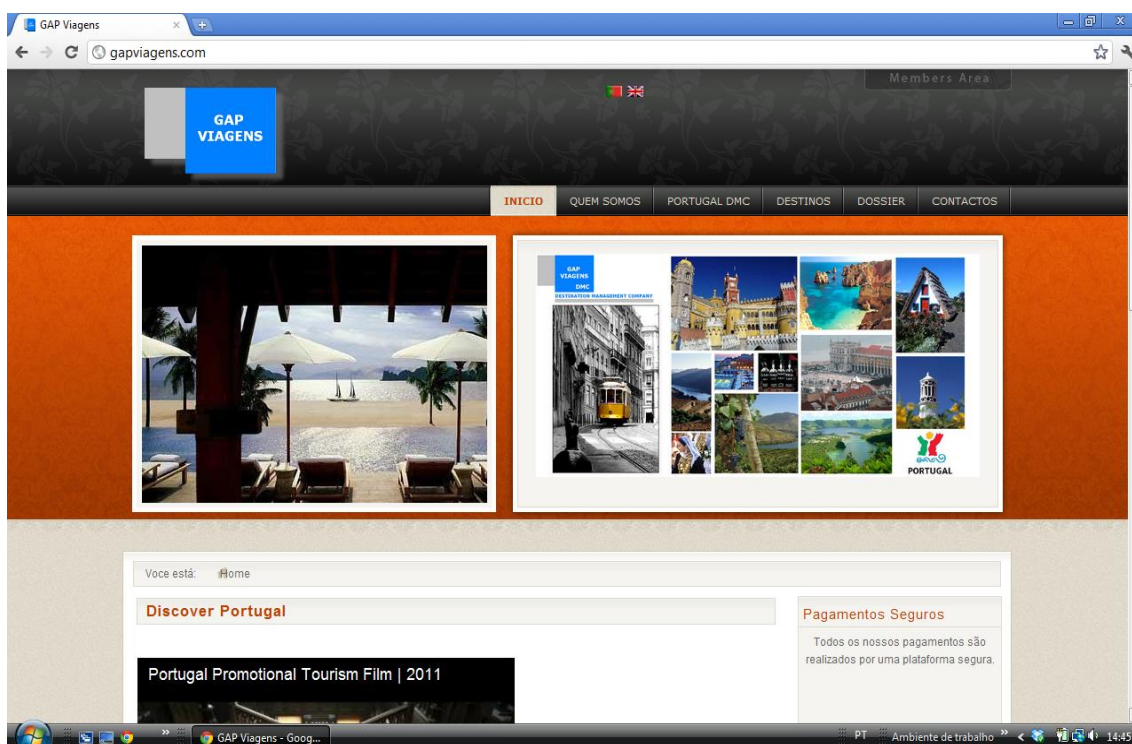 GAP Viagens
gapviagens.com
Members Area
GAP
VIAGENS
INICIO
QUEM SOMOS
PORTUGAL DMC
DESTINOS
DOSSIER
CONTACTOS
GAP
VIAGENS
DMC
DESTINATION MANAGEMENT COMPANY
PORTUGAL
Voce está: Home
Discover Portugal
Portugal Promotional Tourism Film | 2011
Pagamentos Seguros
Todos os nossos pagamentos são
realizados por uma plataforma segura.
GAP Viagens - Goog...
PT
Ambiente de trabalho
14:45